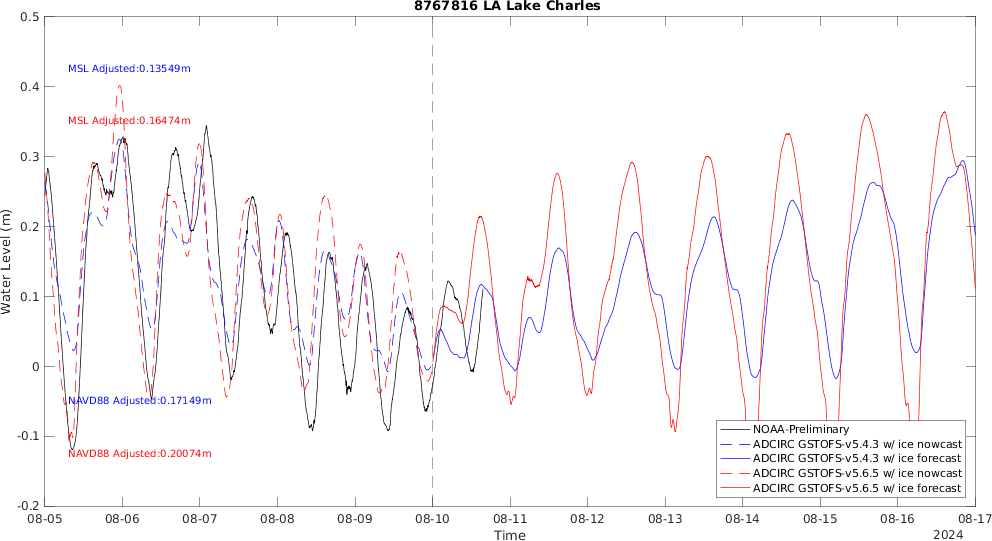 8767816 LA Lake Charles
0.5
MSL Adjusted:0.13549m
0.4
MSL Adjusted:0.16474m
0.3
0.2
Water Level (m)
0.1
0
NAVD88 Adjusted:0.17149m
-0.1
NAVD88 Adjusted:0.20074m
NOAA-Preliminary
ADCIRC GSTOFS-v5.4.3 w/ ice nowcast
ADCIRC GSTOFS-v5.4.3 w/ ice forecast
ADCIRC GSTOFS-v5.6.5 w/ ice nowcast
ADCIRC GSTOFS-v5.6.5 w/ ice forecast
-0.2
08-05 08-06 08-07 08-08 08-09 08-10 08-11 08-12 08-13 08-14 08-15 08-16 08-17
Time
2024